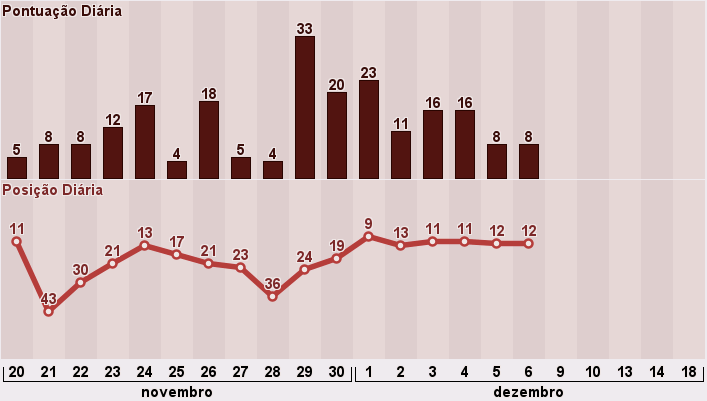 Pontuação Diária
5 8 8 12 17 4 18 5 4 33 20 23 11 16 16 8 8
Posição Diária
11 43 30 21 13 17 21 23 36 24 19 9 13 11 11 12 12
20 21 22 23 24 25 26 27 28 29 30 1 2 3 4 5 6 9 10 13 14 18
novembro dezembro